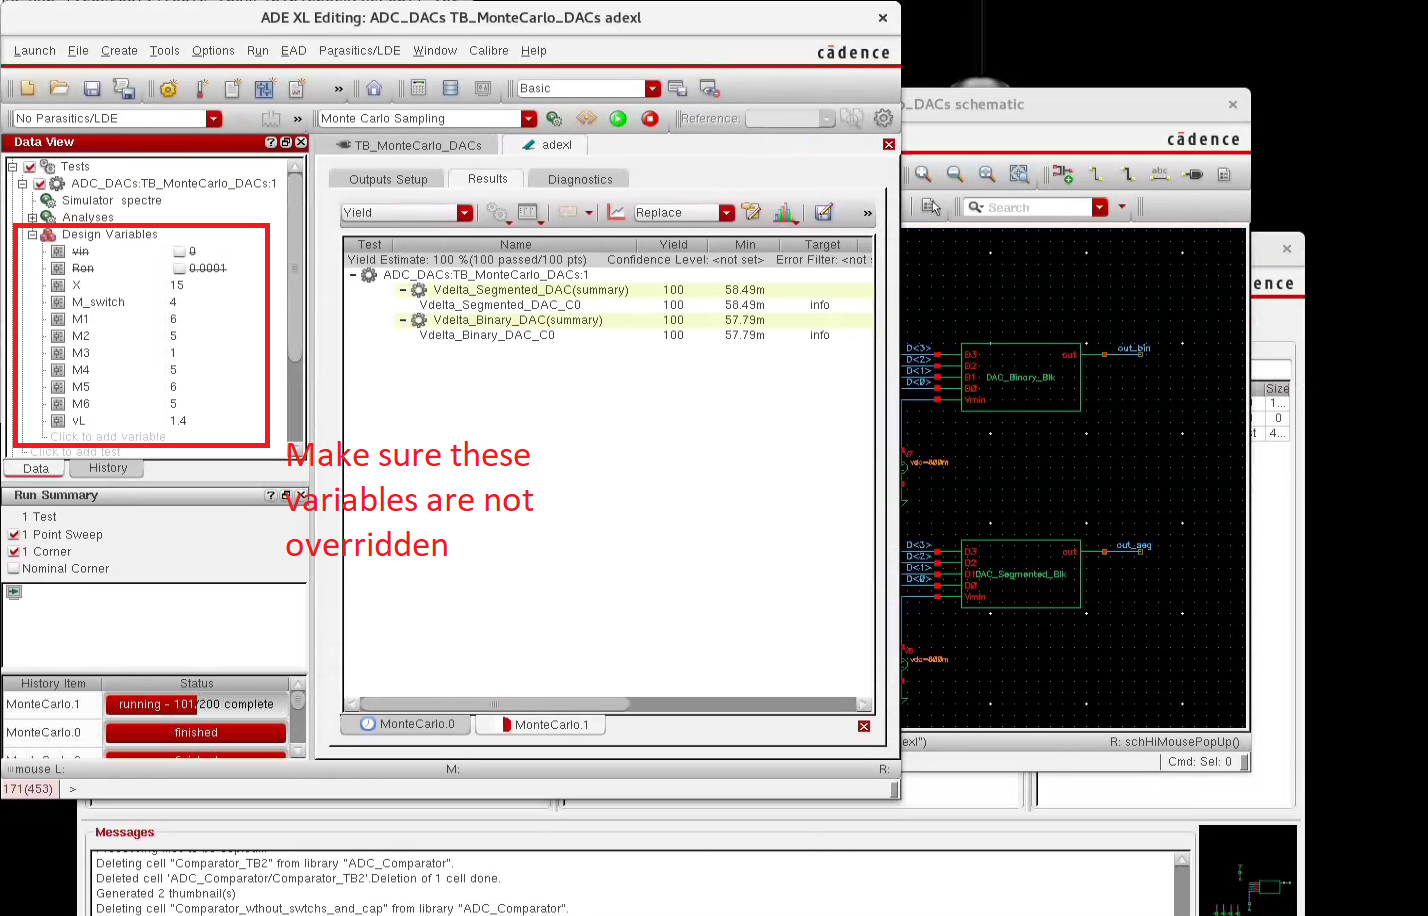 ADE XL Editing: ADC_DACs TB_MonteCarlo_DACs adexl
Launch File Create Tools Options Run EAD Parasitics/LDE Window Calibre Help
cādence
» Basic
No Parasitics/LDE » Monte Carlo Sampling Reference:
Data View
Tests
ADC_DACs:TB_MonteCarlo_DACs:1
Simulator spectre
Analyses
Design Variables
vin 0
Ron 0.0001
X 15
M_switch 4
M1 6
M2 5
M3 1
M4 5
M5 6
M6 5
vL 1.4
Click to add variable
Click to add test
Data History
Run Summary
1 Test
1 Point Sweep
1 Corner
Nominal Corner
History Item Status
MonteCarlo.1 running - 101/200 complete
MonteCarlo.0 finished
TB_MonteCarlo_DACs adexl
Outputs Setup Results Diagnostics
Yield Replace »
Test Name Yield Min Target
Yield Estimate: 100 %(100 passed/100 pts) Confidence Level: <not set> Error Filter: <not
ADC_DACs:TB_MonteCarlo_DACs:1
Vdelta_Segmented_DAC(summary) 100 58.49m
Vdelta_Segmented_DAC_C0 100 58.49m info
Vdelta_Binary_DAC(summary) 100 57.79m
Vdelta_Binary_DAC_C0 100 57.79m info
Make sure these
variables are not
overridden
MonteCarlo.0 MonteCarlo.1
mouse L: M: R:
171(453) >
_DACs schematic
cādence
abc
Search
D<3> D3 out out_bin
D<2> D2
D<1> D1 DAC_Binary_Blk
D<0> D0
Vmin
vdc=800m
D<3> D3 out out_seg
D<2> D2
D<1> D1 DAC_Segmented_Blk
D<0> D0
Vmin
vdc=800m
exl") R: schHiMousePopUp()
Cmd: Sel: 0
ence
Size
1...
0
4...
Messages
Deleting cell "Comparator_TB2" from library "ADC_Comparator".
Deleted cell 'ADC_Comparator/Comparator_TB2'.Deletion of 1 cell done.
Generated 2 thumbnail(s)
Deleting cell "Comparator_wthout_swtchs_and_cap" from library "ADC_Comparator".